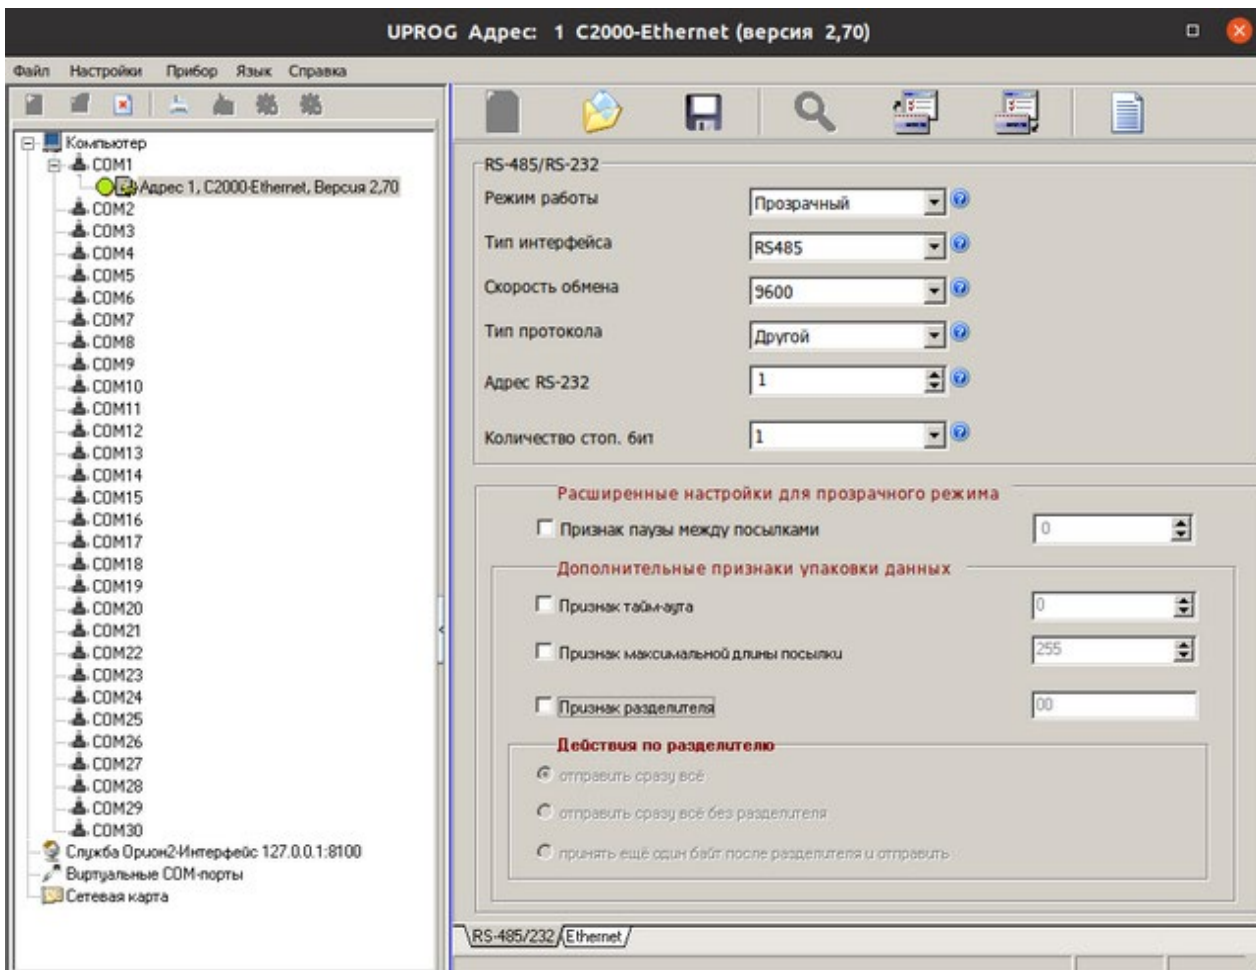 UPROG Адрес: 1 C2000-Ethernet (версия 2,70)
Файл Настройки Прибор Язык Справка
Компьютер
COM1
Адрес 1, C2000-Ethernet, Версия 2,70
COM2
COM3
COM4
COM5
COM6
COM7
COM8
COM9
COM10
COM11
COM12
COM13
COM14
COM15
COM16
COM17
COM18
COM19
COM20
COM21
COM22
COM23
COM24
COM25
COM26
COM27
COM28
COM29
COM30
Служба Орион2-Интерфейс 127.0.0.1:8100
Виртуальные COM-порты
Сетевая карта
RS-485/RS-232
Режим работы Прозрачный
Тип интерфейса RS485
Скорость обмена 9600
Тип протокола Другой
Адрес RS-232 1
Количество стоп. бит 1
Расширенные настройки для прозрачного режима
Признак паузы между посылками 0
Дополнительные признаки упаковки данных
Признак тайм-аута 0
Признак максимальной длины посылки 255
Признак разделителя 00
Действия по разделителю
отправить сразу всё
отправить сразу всё без разделителя
принять ещё один байт после разделителя и отправить
RS-485/232 Ethernet